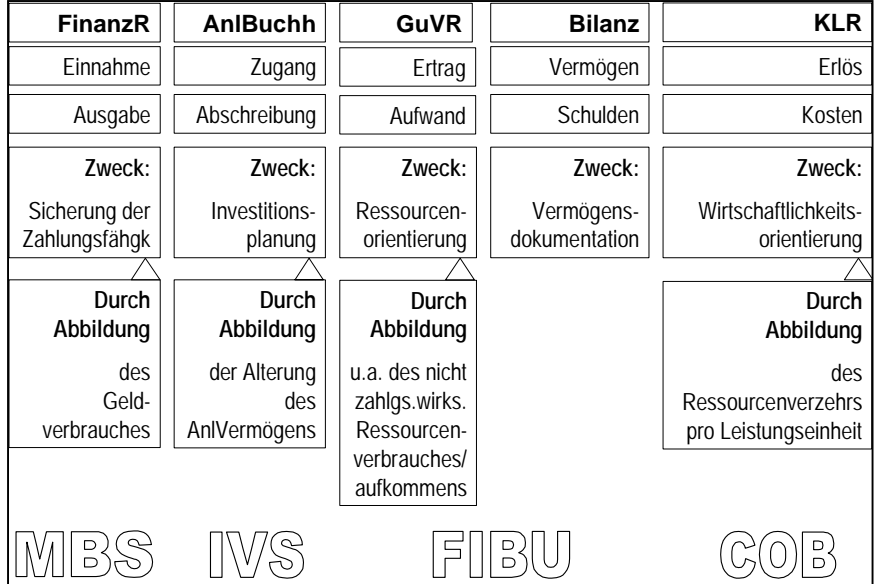 FinanzR
AnlBuchh
GuVR
Bilanz
KLR
Einnahme
Zugang
Ertrag
Vermögen
Erlös
Ausgabe
Abschreibung
Aufwand
Schulden
Kosten
Zweck:
Sicherung der
Zahlungsfähgk
Zweck:
Investitions-
planung
Zweck:
Ressourcen-
orientierung
Zweck:
Vermögens-
dokumentation
Zweck:
Wirtschaftlichkeits-
orientierung
Durch
Abbildung
des
Geld-
verbrauches
Durch
Abbildung
der Alterung
des
AnlVermögens
Durch
Abbildung
u.a. des nicht
zahlgs.wirks.
Ressourcen-
verbrauches/
aufkommens
Durch
Abbildung
des
Ressourcenverzehrs
pro Leistungseinheit
MBS
IVS
FIBU
COB